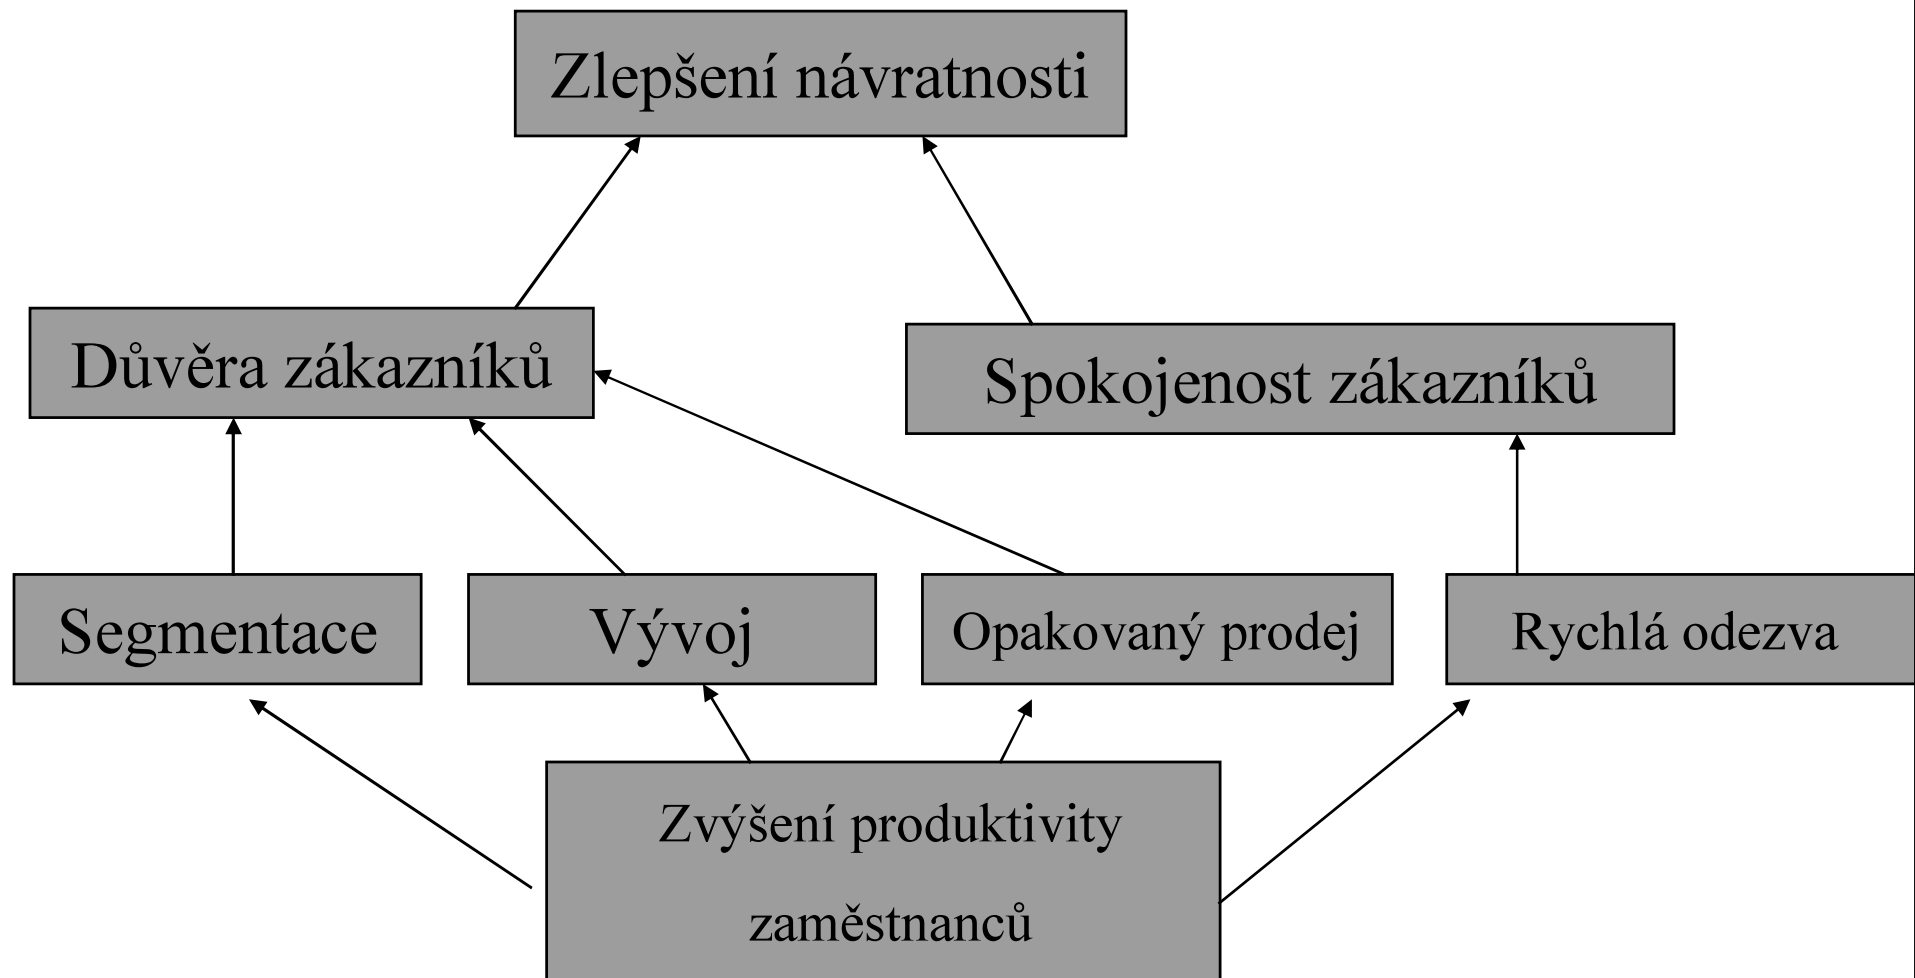 Zlepšení návratnosti
Důvěra zákazníků
Spokojenost zákazníků
Segmentace
Vývoj
Opakovaný prodej
Rychlá odezva
Zvýšení produktivity
zaměstnanců